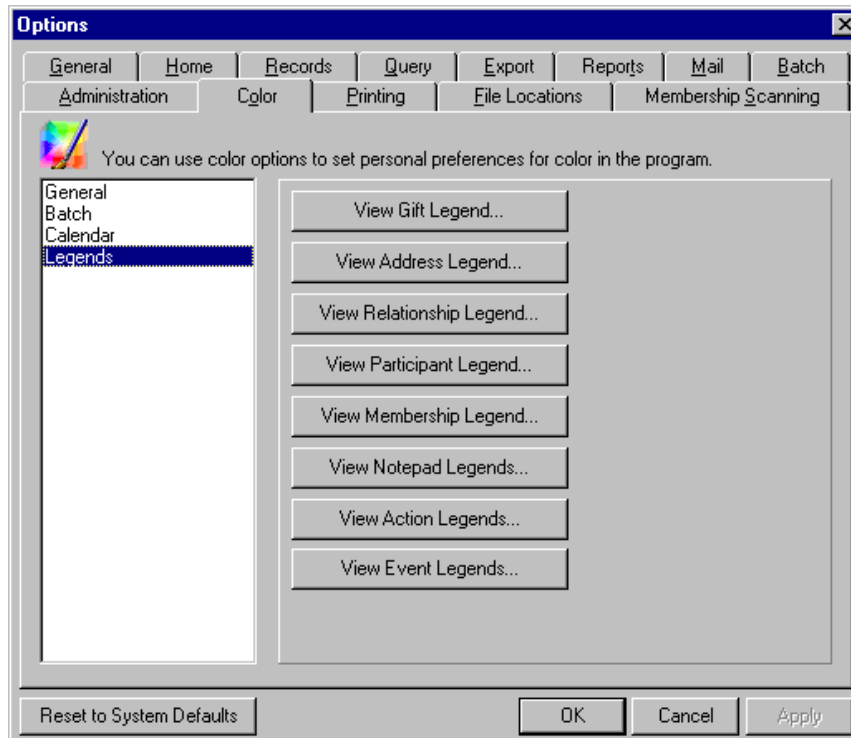 Options
General Home Records Query Export Reports Mail Batch
Administration Color Printing File Locations Membership Scanning
You can use color options to set personal preferences for color in the program.
General
Batch
Calendar
Legends
View Gift Legend...
View Address Legend...
View Relationship Legend...
View Participant Legend...
View Membership Legend...
View Notepad Legends...
View Action Legends...
View Event Legends...
Reset to System Defaults OK Cancel Apply